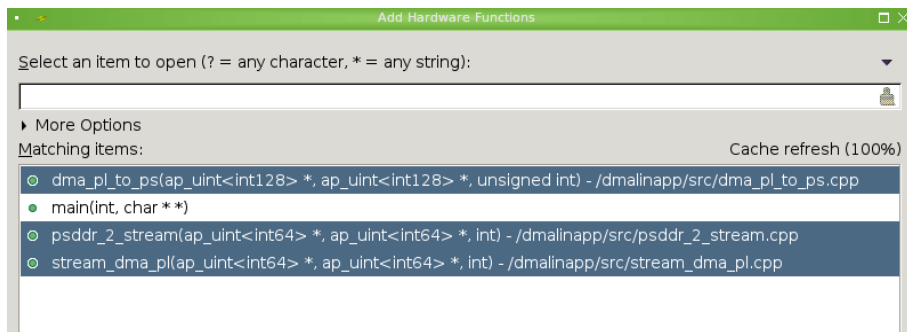 Add Hardware Functions
Select an item to open (? = any character, * = any string):
More Options
Matching items: Cache refresh (100%)
dma_pl_to_ps(ap_uint<int128> *, ap_uint<int128> *, unsigned int) - /dmalinapp/src/dma_pl_to_ps.cpp
main(int, char * *)
psddr_2_stream(ap_uint<int64> *, ap_uint<int64> *, int) - /dmalinapp/src/psddr_2_stream.cpp
stream_dma_pl(ap_uint<int64> *, ap_uint<int64> *, int) - /dmalinapp/src/stream_dma_pl.cpp